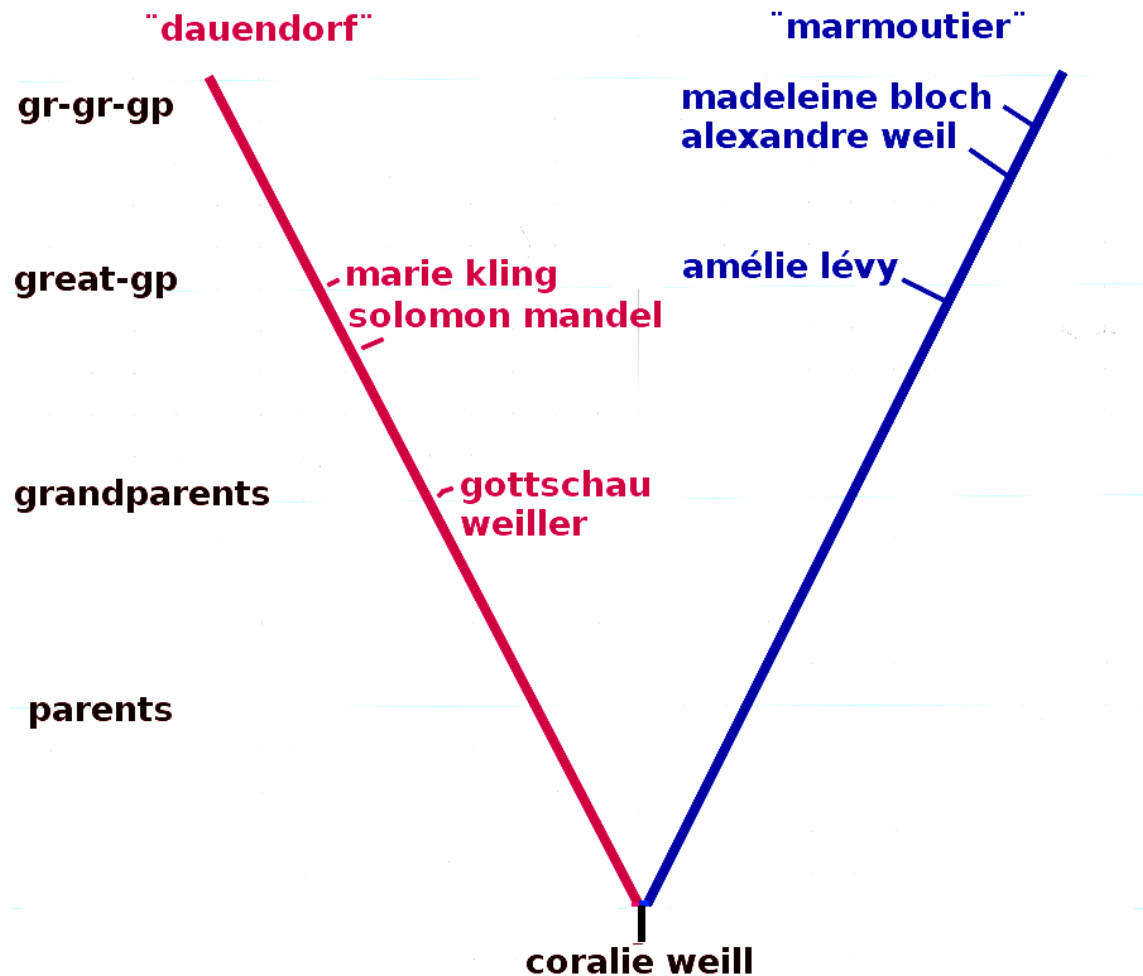 ¨dauendorf¨
¨marmoutier¨
gr-gr-gp
madeleine bloch
alexandre weil
great-gp
marie kling
solomon mandel
amélie lévy
grandparents
gottschau
weiller
parents
coralie weill